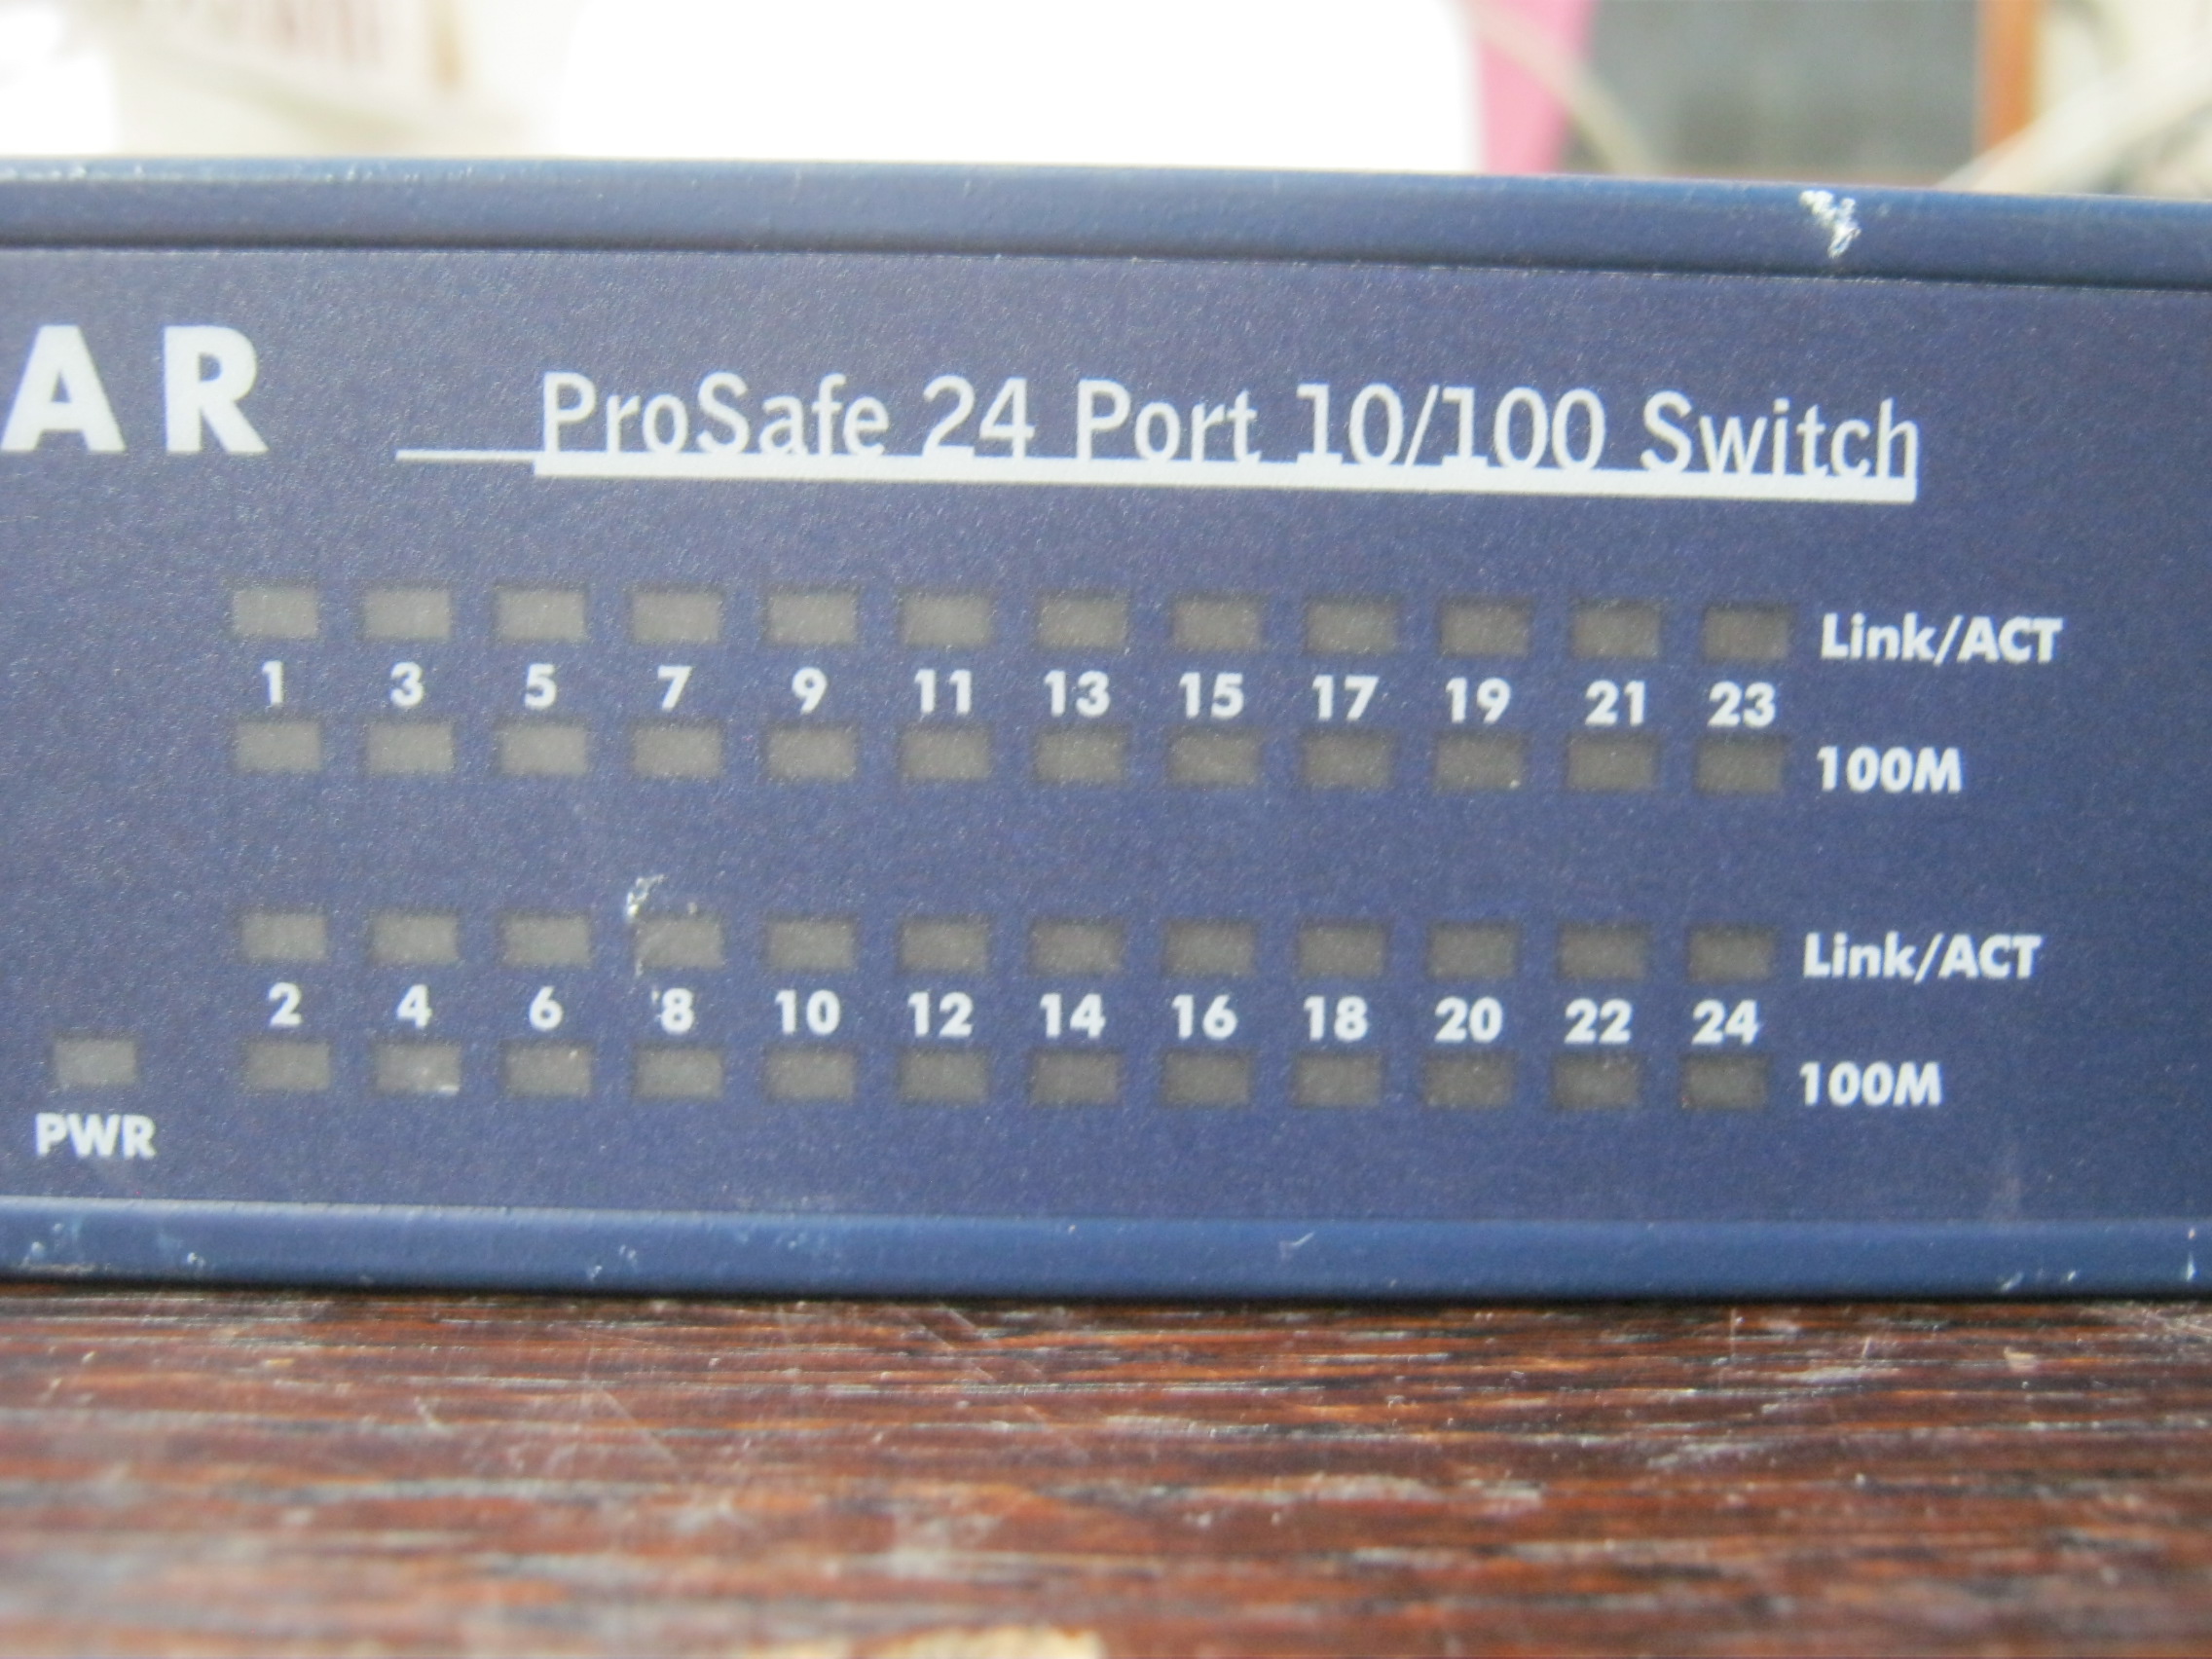 AR
ProSafe 24 Port 10/100 Switch
Link/ACT
1 3 5 7 9 11 13 15 17 19 21 23
100M
Link/ACT
2 4 6 8 10 12 14 16 18 20 22 24
100M
PWR